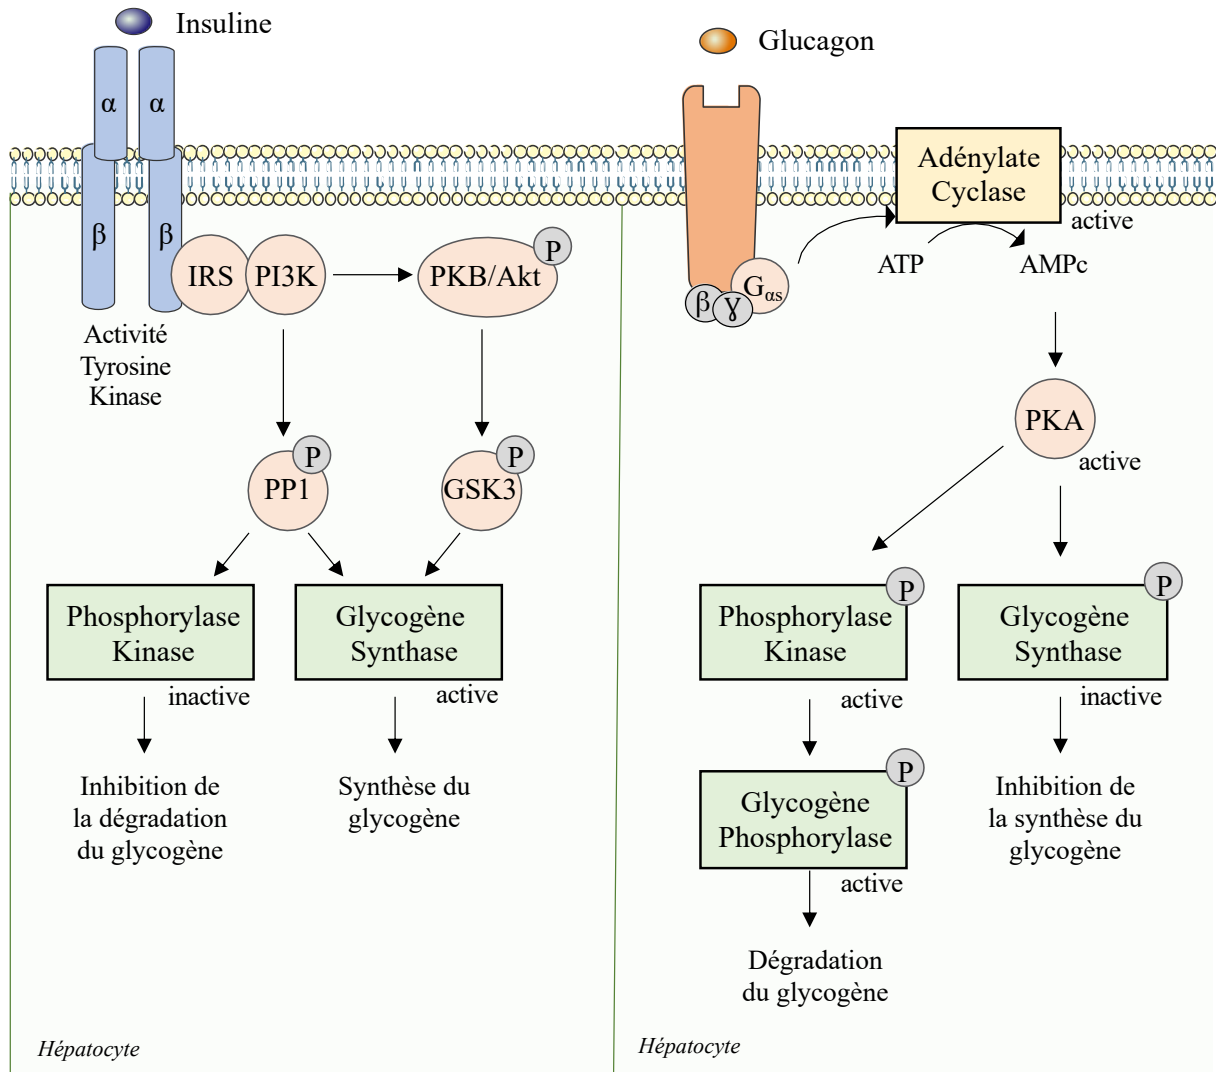 Insuline
α α
β β
IRS PI3K
PKB/Akt
P
Activité
Tyrosine
Kinase
P
PP1
P
GSK3
Phosphorylase
Kinase
inactive
Glycogène
Synthase
active
Inhibition de
la dégradation
du glycogène
Synthèse du
glycogène
Hépatocyte
Glucagon
Adénylate
Cyclase
active
ATP
AMPc
β Ɣ Gαs
PKA
active
P
Phosphorylase
Kinase
active
P
Glycogène
Synthase
inactive
P
Glycogène
Phosphorylase
active
Inhibition de
la synthèse du
glycogène
Dégradation
du glycogène
Hépatocyte